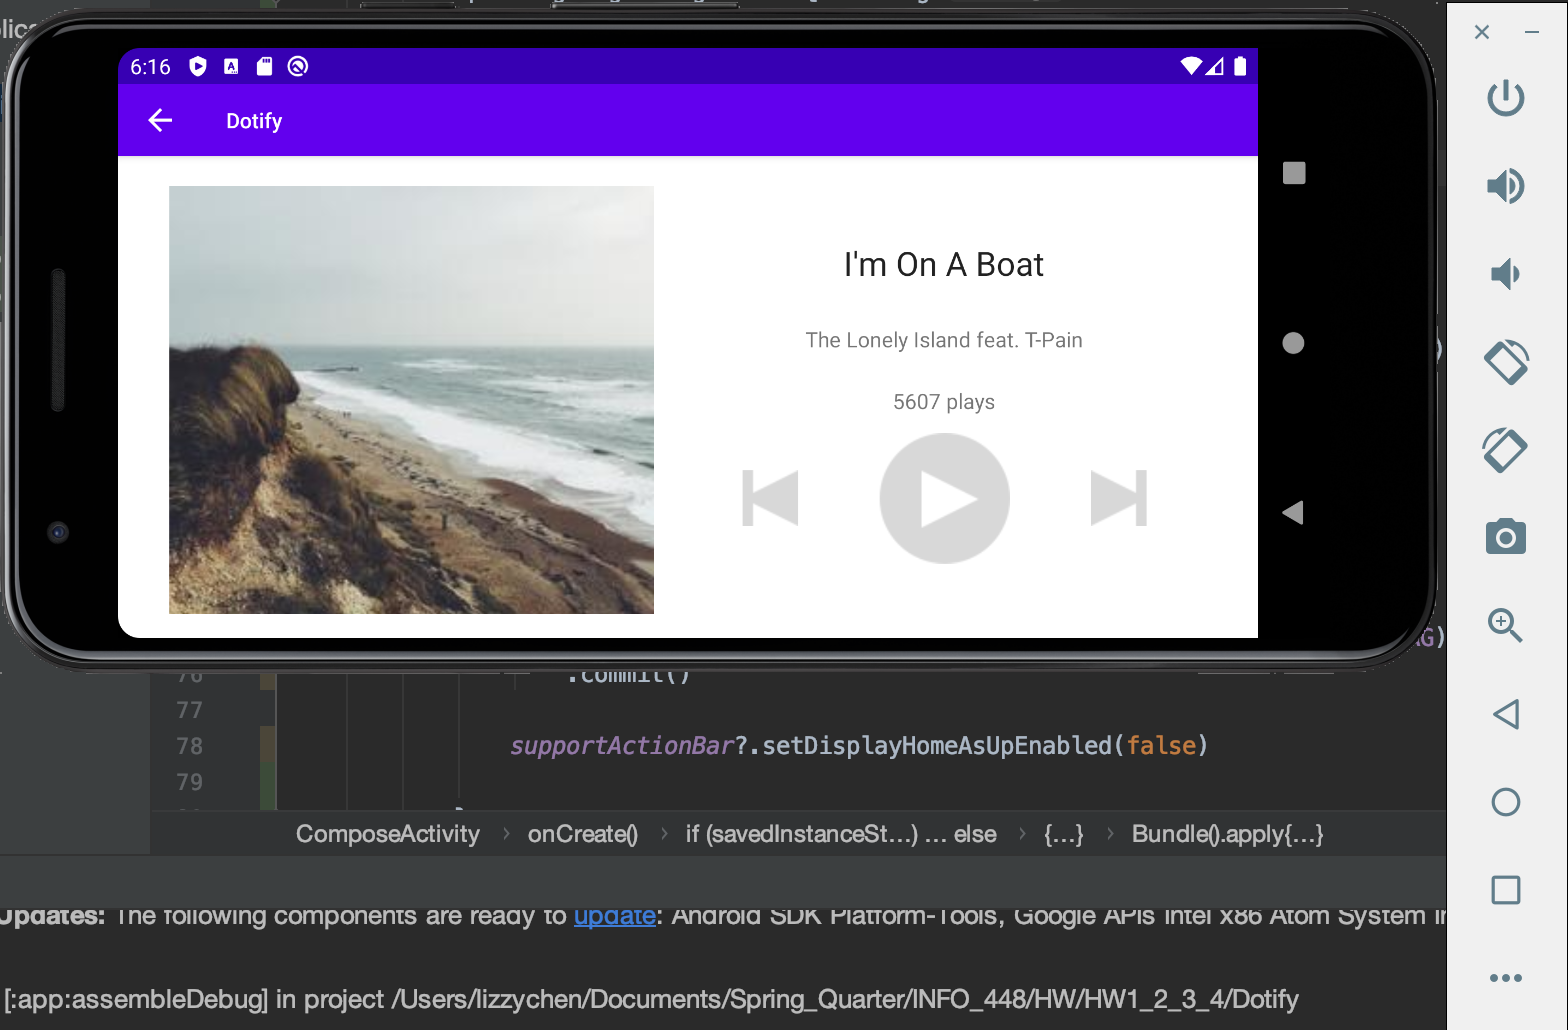 6:16
Dotify
I'm On A Boat
The Lonely Island feat. T-Pain
5607 plays
AG)
76
.commit()
77
78
supportActionBar?.setDisplayHomeAsUpEnabled(false)
79
ComposeActivity › onCreate() › if (savedInstanceSt...) ... else › {...} › Bundle().apply{...}
Updates: The following components are ready to update: Android SDK Platform-Tools, Google APIs Intel x86 Atom System
[:app:assembleDebug] in project /Users/lizzychen/Documents/Spring_Quarter/INFO_448/HW/HW1_2_3_4/Dotify